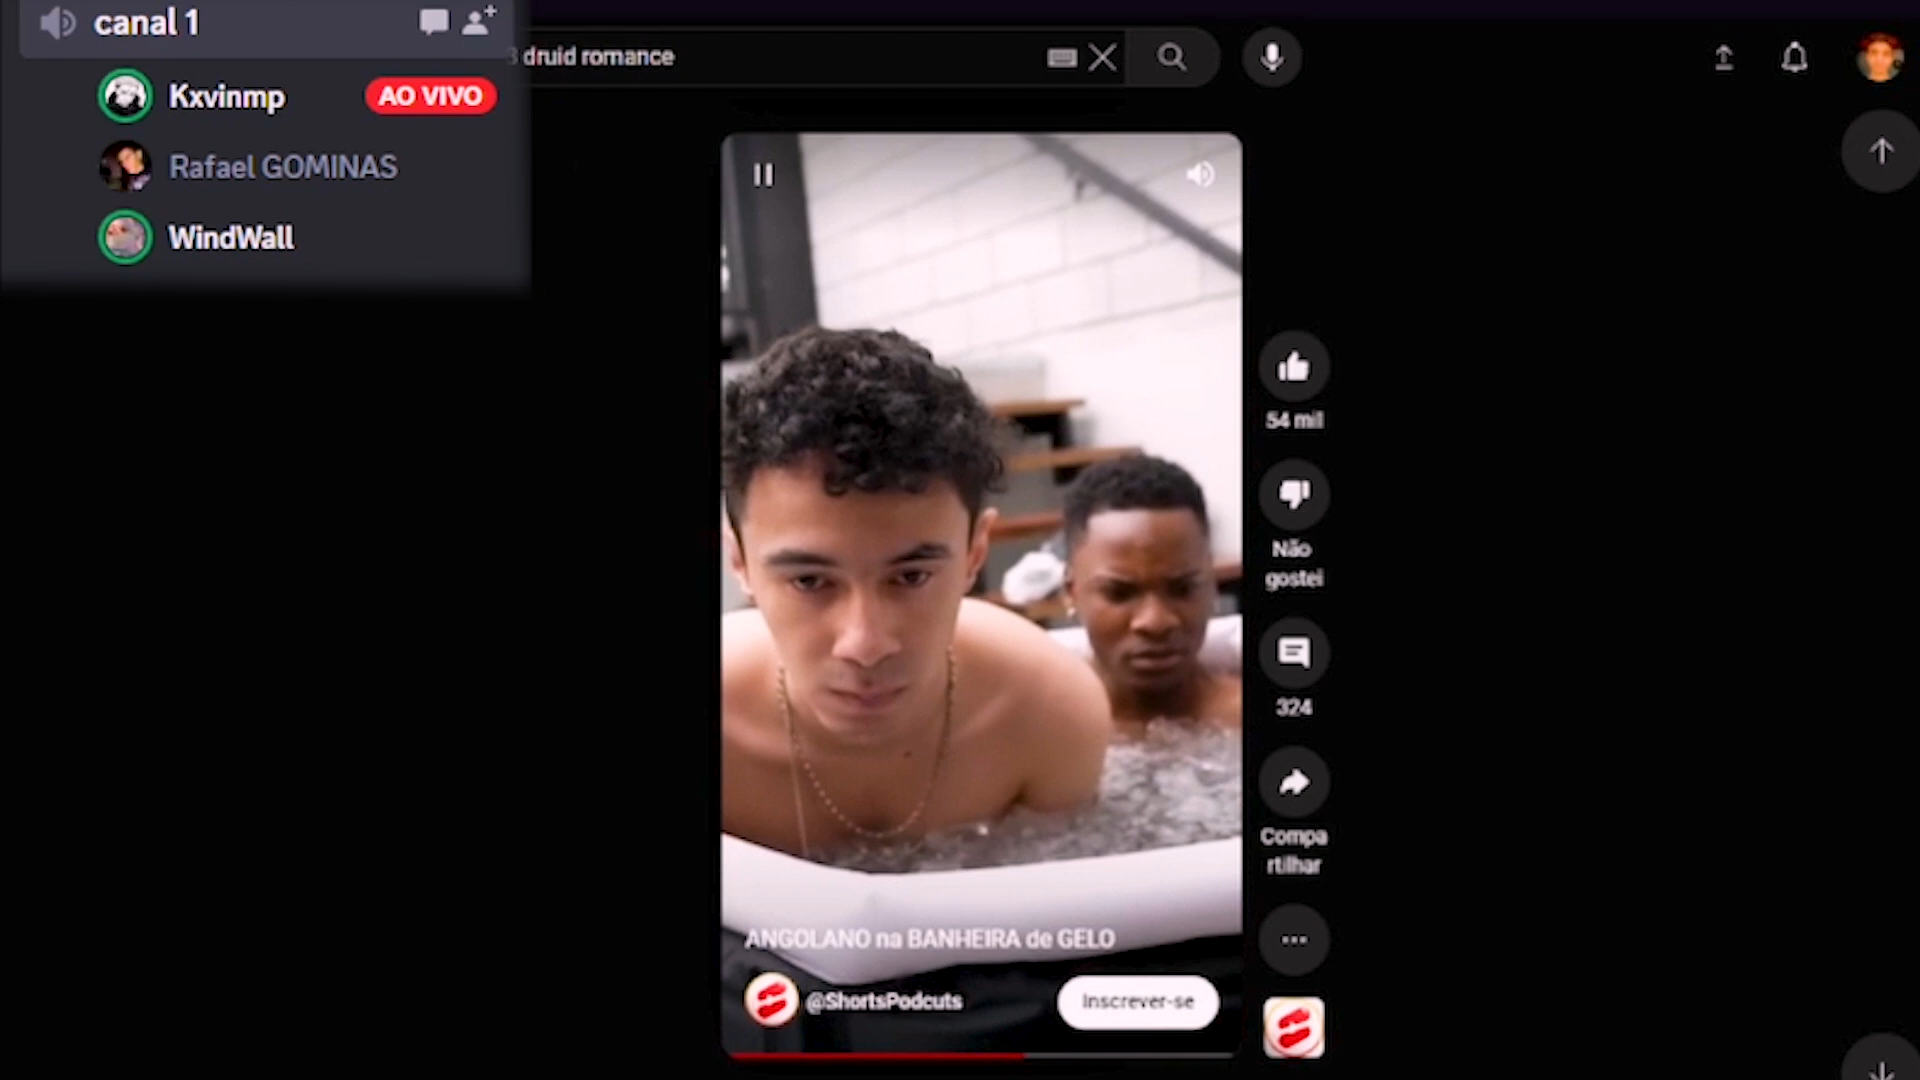 canal 1
Kxvinmp
AO VIVO
Rafael GOMINAS
WindWall
druid romance
54 mil
Não
gostei
324
Compa
rtilhar
ANGOLANO na BANHEIRA de GELO
@ShortsPodcuts
Inscrever-se